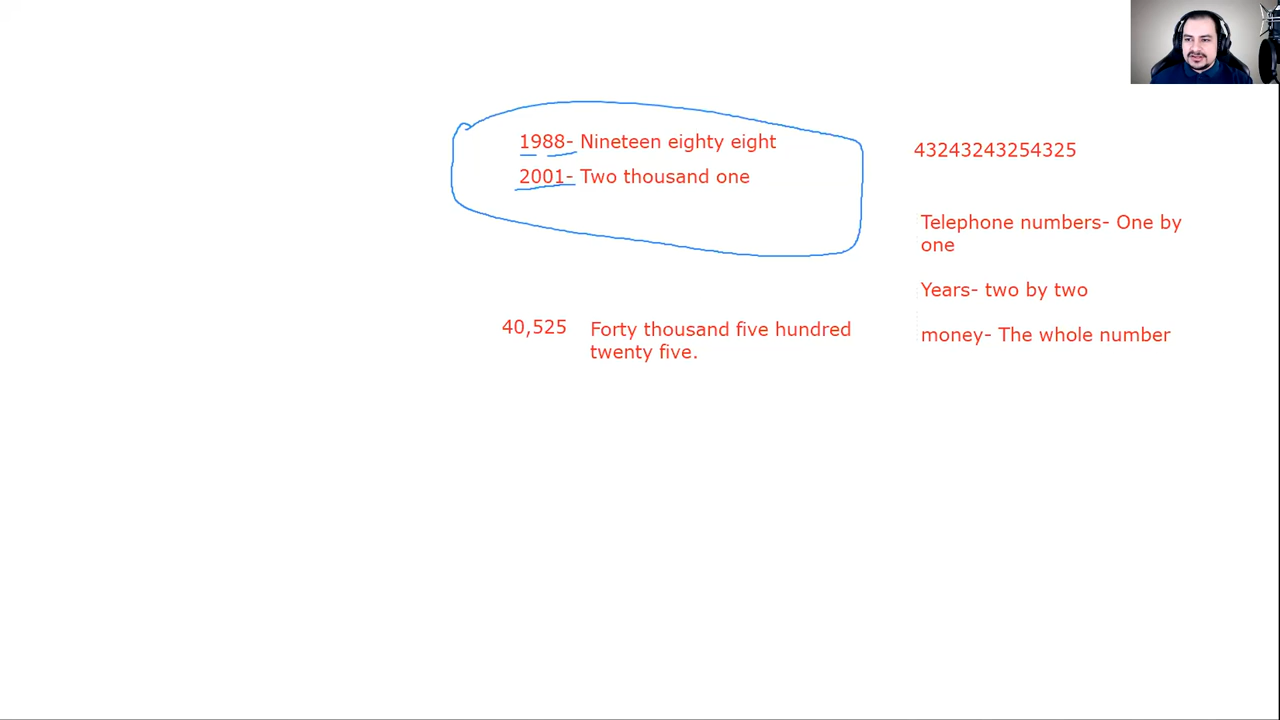 1988- Nineteen eighty eight
2001- Two thousand one
40,525 Forty thousand five hundred
twenty five.
43243243254325
Telephone numbers- One by
one
Years- two by two
money- The whole number